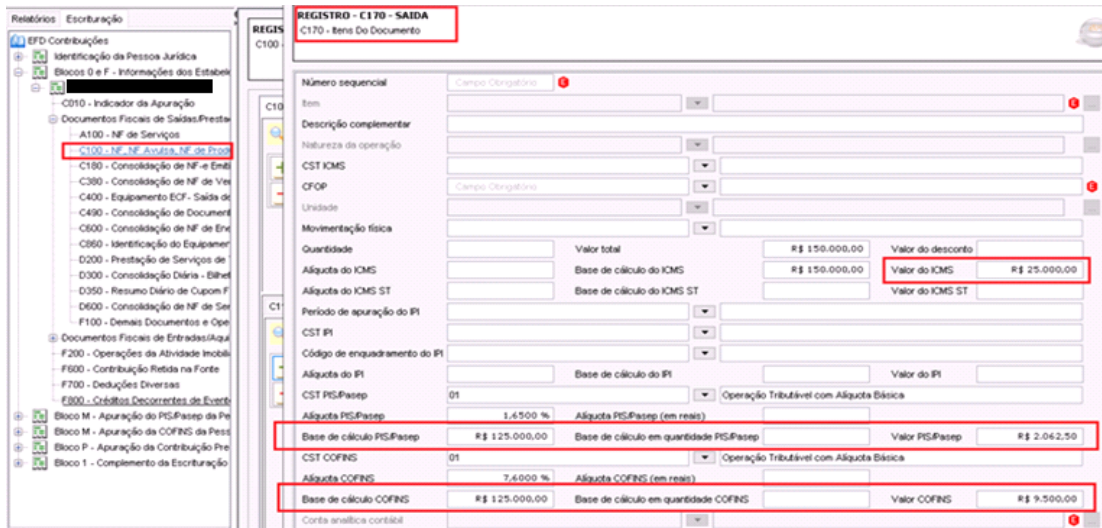 Relatórios Escrituração
EFD Contribuições
Identificação da Pessoa Jurídica
Blocos 0 e F - Informações dos Estabele
C010 - Indicador da Apuração
Documentos Fiscais de Saídas/Presta
A100 - NF de Serviços
C100 - NF, NF Avulsa, NF de Prod
C180 - Consolidação de NF-e Emiti
C380 - Consolidação de NF de Ven
C400 - Equipamento ECF- Saída de
C490 - Consolidação de Document
C600 - Consolidação de NF de Ene
C860 - Identificação do Equipamer
D200 - Prestação de Serviços de
D300 - Consolidação Diária - Bilhet
D350 - Resumo Diário de Cupom F
D600 - Consolidação de NF de Ser
F100 - Demais Documentos e Ope
Documentos Fiscais de Entradas/Aqui
F200 - Operações da Atividade Imobili
F600 - Contribuição Retida na Fonte
F700 - Deduções Diversas
F800 - Créditos Decorrentes de Event
Bloco M - Apuração do PIS/Pasep da Pe
Bloco M - Apuração da COFINS da Pess
Bloco P - Apuração da Contribuição Pre
Bloco 1 - Complemento da Escrituração
REGIS
C100 -
C10
C1
REGISTRO - C170 - SAIDA
C170 - Itens Do Documento
Número sequencial Campo Obrigatório
Item
Descrição complementar
Natureza da operação
CST ICMS
CFOP Campo Obrigatório
Unidade
Movimentação física
Quantidade Valor total R$ 150.000,00 Valor do desconto
Alíquota do ICMS Base de cálculo do ICMS R$ 150.000,00 Valor do ICMS R$ 25.000,00
Alíquota do ICMS ST Base de cálculo do ICMS ST Valor do ICMS ST
Período de apuração do IPI
CST IPI
Código de enquadramento do IPI
Alíquota do IPI Base de cálculo do IPI Valor do IPI
CST PIS/Pasep 01 Operação Tributável com Alíquota Básica
Alíquota PIS/Pasep 1,6500 % Alíquota PIS/Pasep (em reais)
Base de cálculo PIS/Pasep R$ 125.000,00 Base de cálculo em quantidade PIS/Pasep Valor PIS/Pasep R$ 2.062,50
CST COFINS 01 Operação Tributável com Alíquota Básica
Alíquota COFINS 7,6000 % Alíquota COFINS (em reais)
Base de cálculo COFINS R$ 125.000,00 Base de cálculo em quantidade COFINS Valor COFINS R$ 9.500,00
Conta analítica contábil